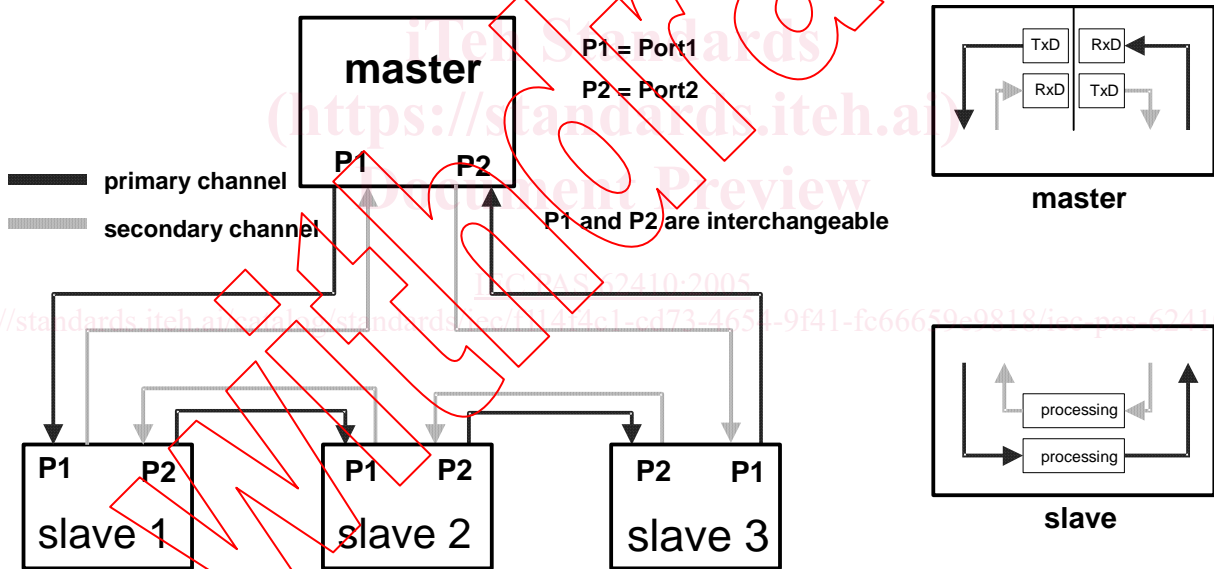 iTeh Standards
(https://standards.iteh.ai)
Document Preview
master
P1 = Port1
P2 = Port2
P1
P2
primary channel
secondary channel
P1 and P2 are interchangeable
IEC PAS 62410:2005
P1
P2
slave 1
P1
P2
slave 2
P2
P1
slave 3
TxD
RxD
RxD
TxD
master
processing
processing
slave